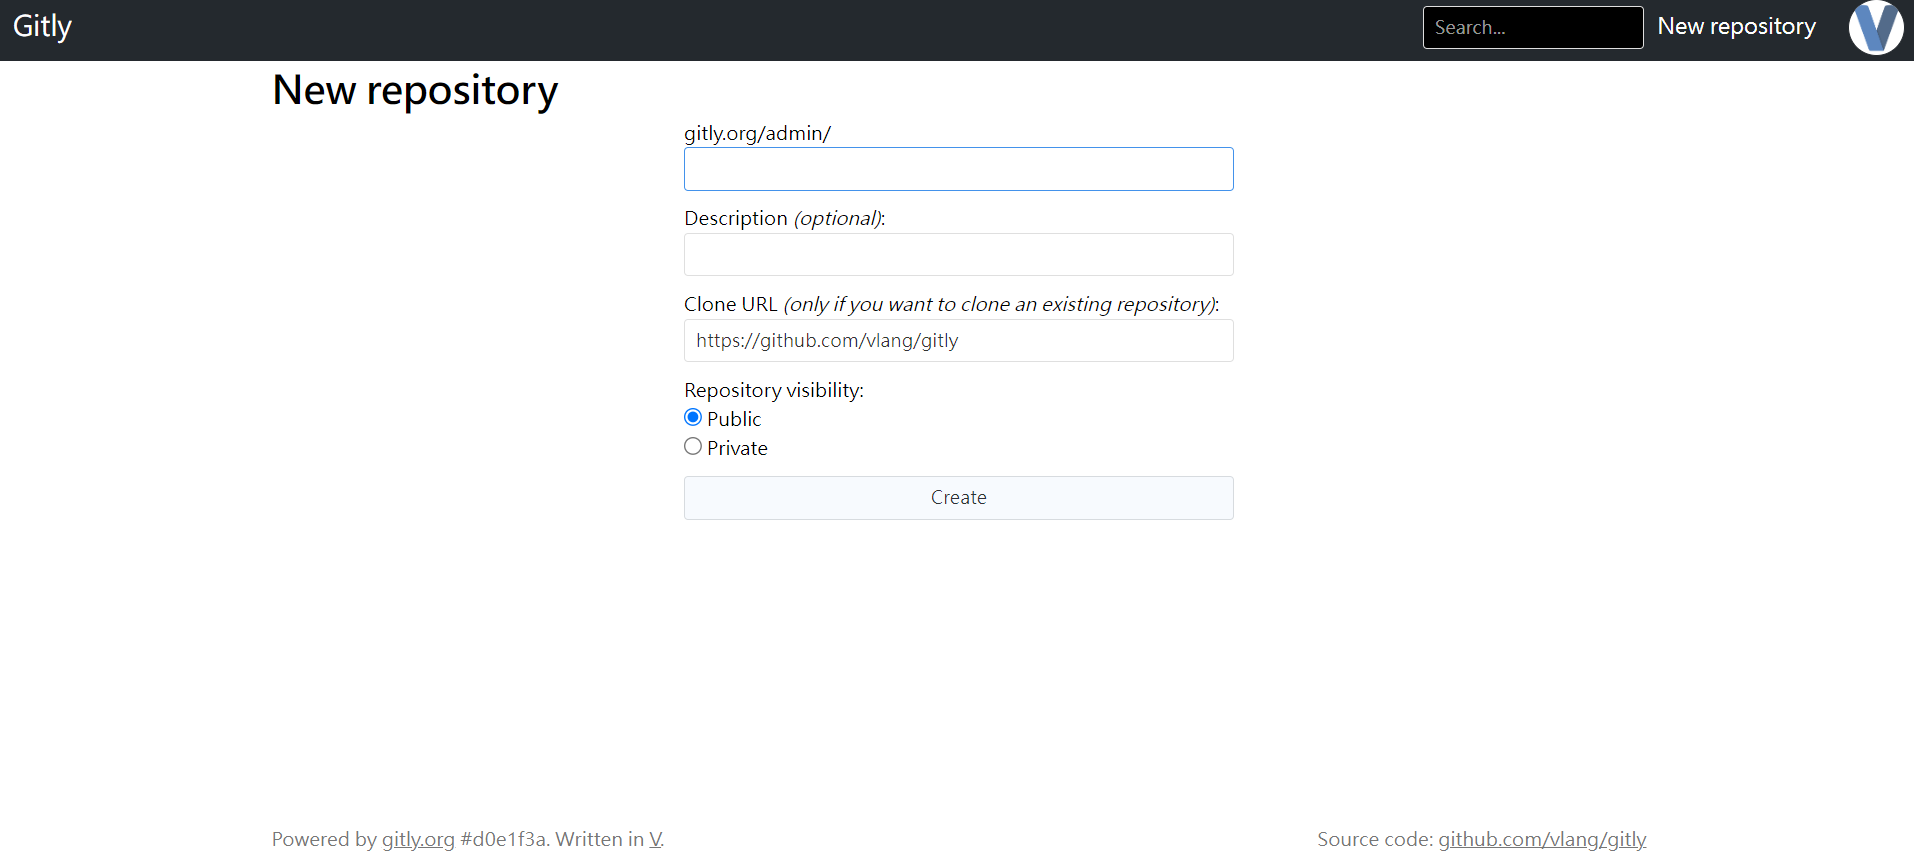 Gitly
Search...
New repository
New repository
gitly.org/admin/
Description (optional):
Clone URL (only if you want to clone an existing repository):
https://github.com/vlang/gitly
Repository visibility:
Public
Private
Create
Powered by gitly.org #d0e1f3a. Written in V.
Source code: github.com/vlang/gitly